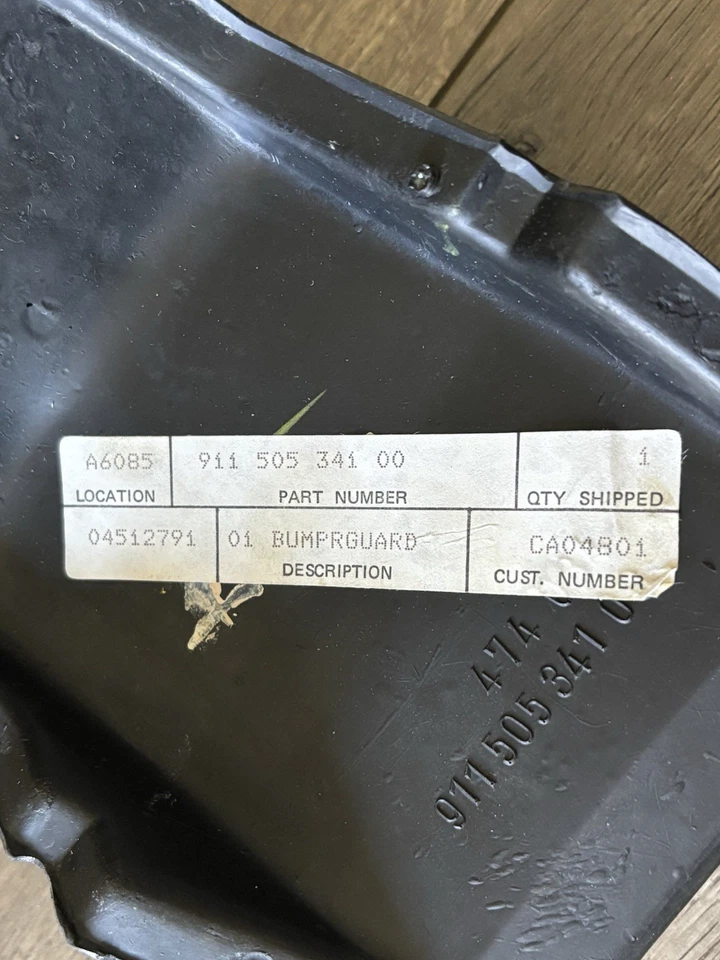 A6085 911 505 341 00 1
LOCATION PART NUMBER QTY SHIPPED
04512791 01 BUMPRGUARD CA04801
DESCRIPTION CUST. NUMBER
474
911 505 341 0